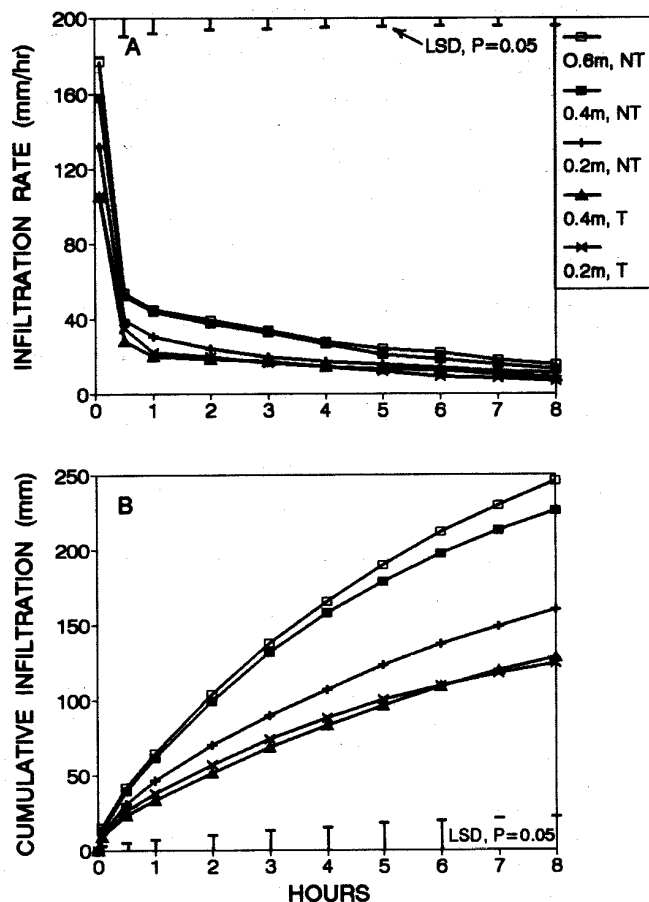 A
LSD, P=0.05
INFILTRATION RATE (mm/hr)
200
160
120
80
40
0
0 1 2 3 4 5 6 7 8
0.6m, NT
0.4m, NT
0.2m, NT
0.4m, T
0.2m, T
B
CUMULATIVE INFILTRATION (mm)
250
200
150
100
50
0
LSD, P=0.05
0 1 2 3 4 5 6 7 8
HOURS